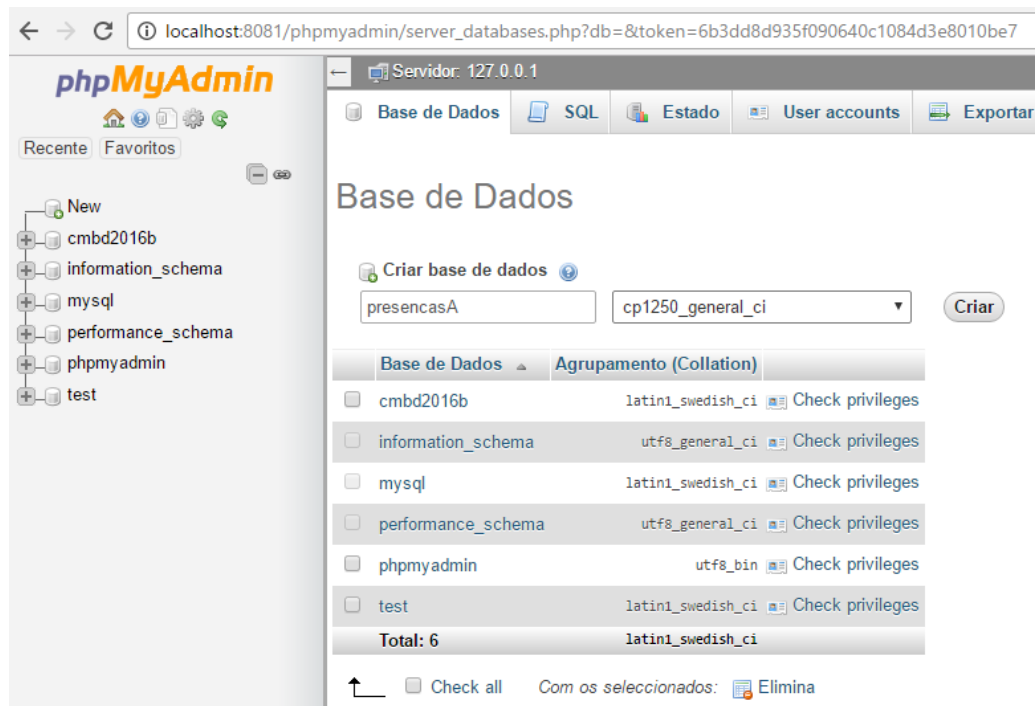 localhost:8081/phpmyadmin/server_databases.php?db=&token=6b3dd8d935f090640c1084d3e8010be7
phpMyAdmin
Recente Favoritos
New
cmbd2016b
information_schema
mysql
performance_schema
phpmyadmin
test
Servidor: 127.0.0.1
Base de Dados SQL Estado User accounts Exportar
Base de Dados
Criar base de dados
presencasA cp1250_general_ci Criar
Base de Dados Agrupamento (Collation)
cmbd2016b latin1_swedish_ci Check privileges
information_schema utf8_general_ci Check privileges
mysql latin1_swedish_ci Check privileges
performance_schema utf8_general_ci Check privileges
phpmyadmin utf8_bin Check privileges
test latin1_swedish_ci Check privileges
Total: 6 latin1_swedish_ci
Check all Com os seleccionados: Elimina